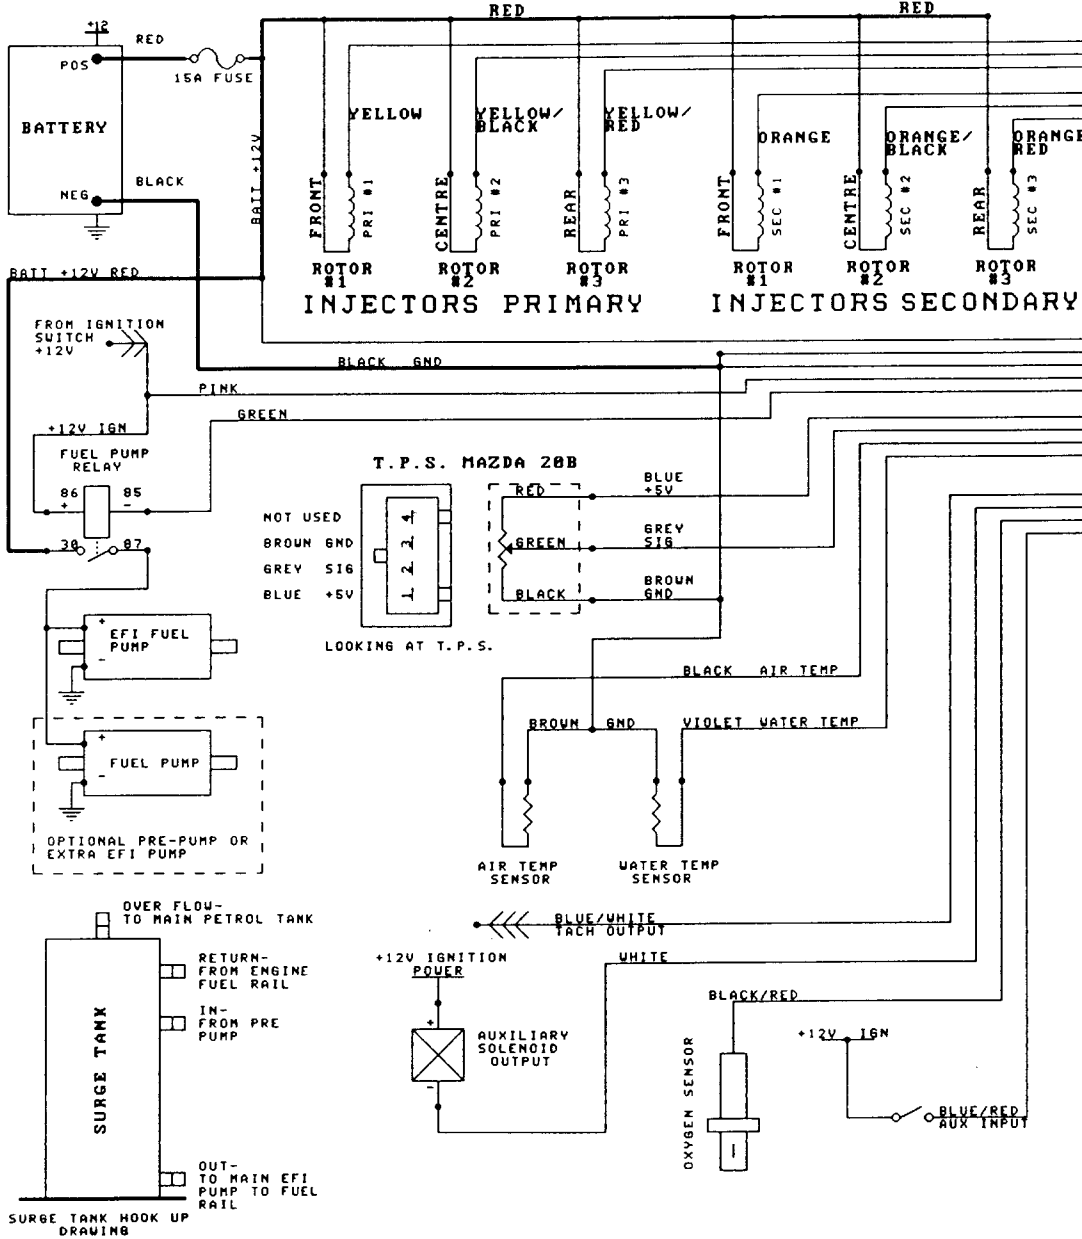 RED
RED
+12
RED
POS
15A FUSE
YELLOW
YELLOW/
BLACK
YELLOW/
RED
ORANGE
ORANGE/
BLACK
ORANGE
RED
BATTERY
BATT +12V
BLACK
NEG
FRONT
PRI #1
CENTRE
PRI #2
REAR
PRI #3
FRONT
SEC #1
CENTRE
SEC #2
REAR
SEC #3
BATT +12V RED
ROTOR
#1
ROTOR
#2
ROTOR
#3
ROTOR
#1
ROTOR
#2
ROTOR
#3
INJECTORS PRIMARY
INJECTORS SECONDARY
FROM IGNITION
SWITCH
+12V
BLACK GND
PINK
GREEN
+12V IGN
FUEL PUMP
RELAY
86
+
85
-
30
87
T.P.S. MAZDA 20B
NOT USED
BROWN GND
GREY SIG
BLUE +5V
4
3
2
1
LOOKING AT T.P.S.
RED
GREEN
BLACK
BLUE
+5V
GREY
SIG
BROWN
GND
+
EFI FUEL
PUMP
-
+
FUEL PUMP
-
OPTIONAL PRE-PUMP OR
EXTRA EFI PUMP
BLACK AIR TEMP
BROWN GND
VIOLET WATER TEMP
AIR TEMP
SENSOR
WATER TEMP
SENSOR
OVER FLOW-
TO MAIN PETROL TANK
RETURN-
FROM ENGINE
FUEL RAIL
IN-
FROM PRE
PUMP
SURGE TANK
OUT-
TO MAIN EFI
PUMP TO FUEL
RAIL
SURGE TANK HOOK UP
DRAWING
BLUE/WHITE
TACH OUTPUT
+12V IGNITION
POWER
WHITE
+
AUXILIARY
SOLENOID
OUTPUT
-
BLACK/RED
OXYGEN SENSOR
+12V IGN
BLUE/RED
AUX INPUT